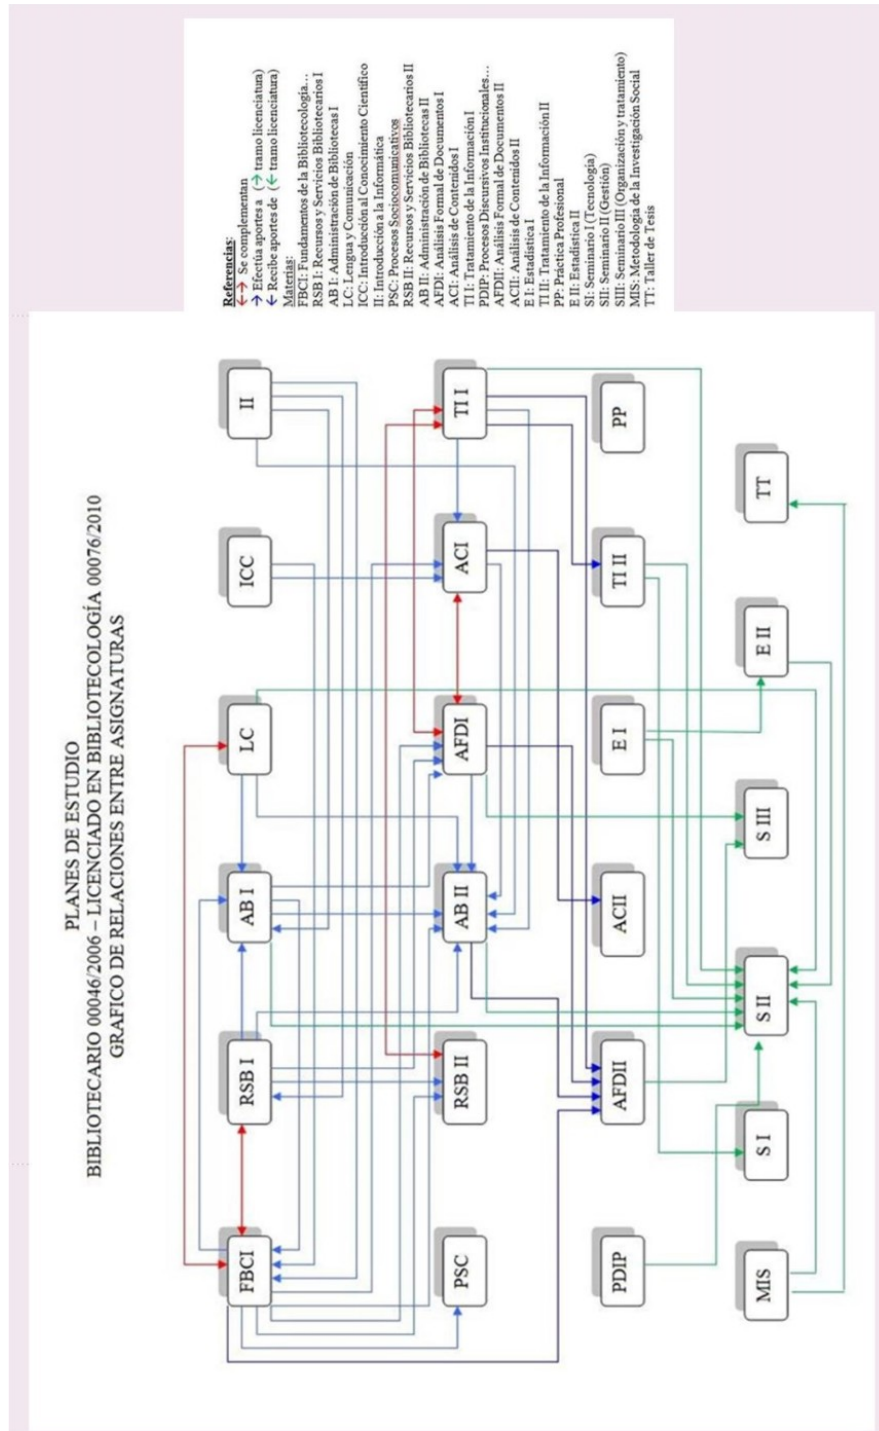 PLANES DE ESTUDIO
BIBLIOTECARIO 00046/2006 – LICENCIADO EN BIBLIOTECOLOGÍA 00076/2010
GRAFICO DE RELACIONES ENTRE ASIGNATURAS
FBCI
RSB I
AB I
LC
ICC
II
PSC
RSB II
AB II
AFDI
ACI
TI I
PDIP
AFDII
ACII
E I
TI II
PP
MIS
S I
S II
S III
E II
TT
Referencias:
←→ Se complementan
→ Efectúa aportes a (→ tramo licenciatura)
← Recibe aportes de (← tramo licenciatura)
Materias:
FBCI: Fundamentos de la Bibliotecología…
RSB I: Recursos y Servicios Bibliotecarios I
AB I: Administración de Bibliotecas I
LC: Lengua y Comunicación
ICC: Introducción al Conocimiento Científico
II: Introducción a la Informática
PSC: Procesos Sociocomunicativos
RSB II: Recursos y Servicios Bibliotecarios II
AB II: Administración de Bibliotecas II
AFDI: Análisis Formal de Documentos I
ACI: Análisis de Contenidos I
TI I: Tratamiento de la Información I
PDIP: Procesos Discursivos Institucionales…
AFDII: Análisis Formal de Documentos II
ACII: Análisis de Contenidos II
E I: Estadística I
TI II: Tratamiento de la Información II
PP: Práctica Profesional
E II: Estadística II
SI: Seminario I (Tecnología)
SII: Seminario II (Gestión)
SIII: Seminario III (Organización y tratamiento)
MIS: Metodología de la Investigación Social
TT: Taller de Tesis